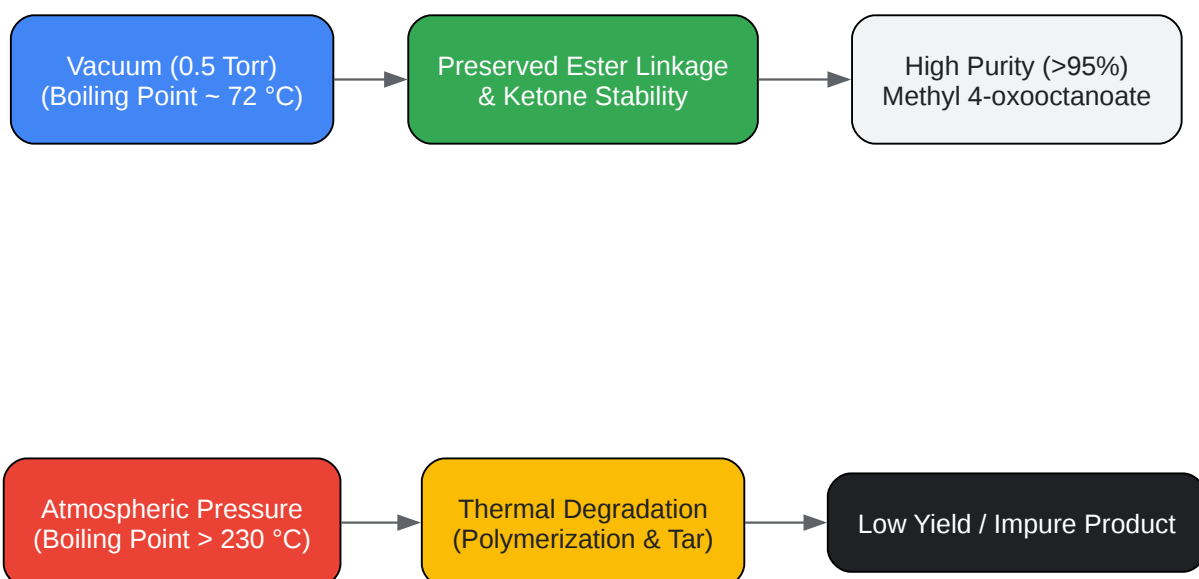 Vacuum (0.5 Torr)
(Boiling Point ~ 72 °C)
Preserved Ester Linkage
& Ketone Stability
High Purity (>95%)
Methyl 4-oxooctanoate
Atmospheric Pressure
(Boiling Point > 230 °C)
Thermal Degradation
(Polymerization & Tar)
Low Yield / Impure Product